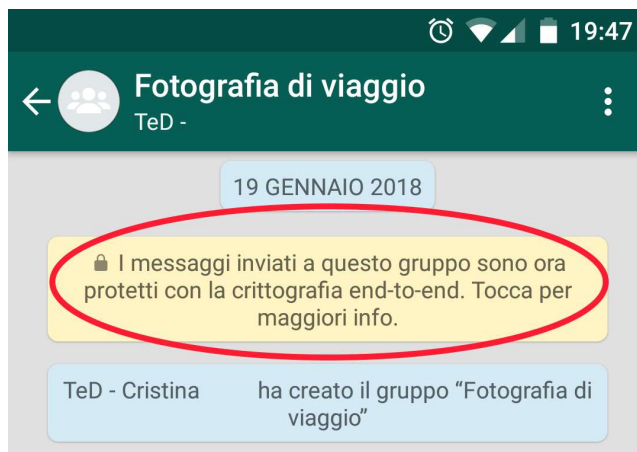 19:47
Fotografia di viaggio
TeD -
19 GENNAIO 2018
I messaggi inviati a questo gruppo sono ora
protetti con la crittografia end-to-end. Tocca per
maggiori info.
TeD - Cristina ha creato il gruppo “Fotografia di
viaggio”